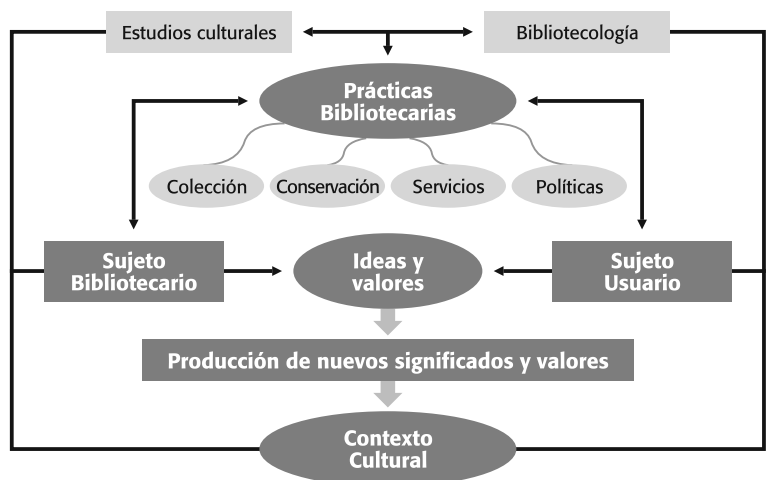 Estudios culturales
Bibliotecología
Prácticas
Bibliotecarias
Colección
Conservación
Servicios
Políticas
Sujeto
Bibliotecario
Ideas y
valores
Sujeto
Usuario
Producción de nuevos significados y valores
Contexto
Cultural